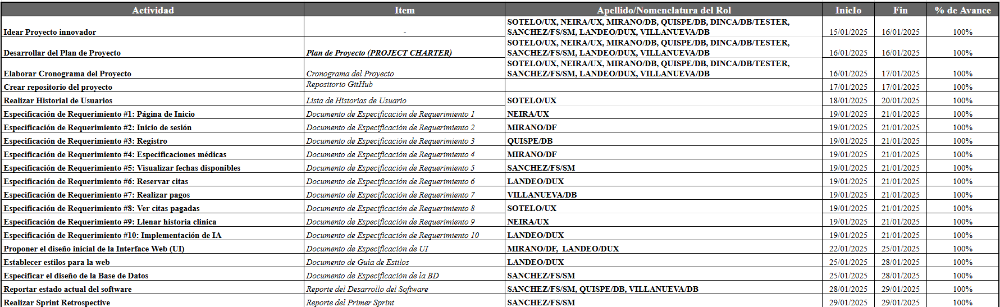 Actividad Item Apellido/Nomenclatura del Rol InicIo Fin % de Avance
SOTELO/UX, NEIRA/UX, MIRANO/DB, QUISPE/DB, DINCA/DB/TESTER,
Idear Proyecto innovador - SANCHEZ/FS/SM, LANDEO/DUX, VILLANUEVA/DB 15/01/2025 16/01/2025 100%
SOTELO/UX, NEIRA/UX, MIRANO/DB, QUISPE/DB, DINCA/DB/TESTER,
Desarrollar del Plan de Proyecto Plan de Proyecto (PROJECT CHARTER) SANCHEZ/FS/SM, LANDEO/DUX, VILLANUEVA/DB 16/01/2025 16/01/2025 100%
SOTELO/UX, NEIRA/UX, MIRANO/DB, QUISPE/DB, DINCA/DB/TESTER,
Elaborar Cronograma del Proyecto Cronograma del Proyecto SANCHEZ/FS/SM, LANDEO/DUX, VILLANUEVA/DB 16/01/2025 17/01/2025 100%
Crear repositorio del proyecto Repositorio GitHub 17/01/2025 17/01/2025 100%
Realizar Historial de Usuarios Lista de Historias de Usuario SOTELO/UX 18/01/2025 20/01/2025 100%
Especificación de Requerimiento #1: Página de Inicio Documento de Especificación de Requerimiento 1 NEIRA/UX 19/01/2025 21/01/2025 100%
Especificación de Requerimiento #2: Inicio de sesión Documento de Especificación de Requerimiento 2 MIRANO/DF 19/01/2025 21/01/2025 100%
Especificación de Requerimiento #3: Registro Documento de Especificación de Requerimiento 3 QUISPE/DB 19/01/2025 21/01/2025 100%
Especificación de Requerimiento #4: Especificaciones médicas Documento de Especificación de Requerimiento 4 MIRANO/DF 19/01/2025 21/01/2025 100%
Especificación de Requerimiento #5: Visualizar fechas disponibles Documento de Especificación de Requerimiento 5 SANCHEZ/FS/SM 19/01/2025 21/01/2025 100%
Especificación de Requerimiento #6: Reservar citas Documento de Especificación de Requerimiento 6 LANDEO/DUX 19/01/2025 21/01/2025 100%
Especificación de Requerimiento #7: Realizar pagos Documento de Especificación de Requerimiento 7 VILLANUEVA/DB 19/01/2025 21/01/2025 100%
Especificación de Requerimiento #8: Ver citas pagadas Documento de Especificación de Requerimiento 8 SOTELO/UX 19/01/2025 21/01/2025 100%
Especificación de Requerimiento #9: Llenar historia clinica Documento de Especificación de Requerimiento 9 NEIRA/UX 19/01/2025 21/01/2025 100%
Especificación de Requerimiento #10: Implementación de IA Documento de Especificación de Requerimiento 10 LANDEO/DUX 19/01/2025 21/01/2025 100%
Proponer el diseño inicial de la Interface Web (UI) Documento de Especificación de UI MIRANO/DF, LANDEO/DUX 22/01/2025 25/01/2025 100%
Establecer estilos para la web Documento de Guía de Estilos LANDEO/DUX 25/01/2025 28/01/2025 100%
Especificar el diseño de la Base de Datos Documento de Especificación de la BD SANCHEZ/FS/SM 25/01/2025 28/01/2025 100%
Reportar estado actual del software Reporte del Desarrollo del Software SANCHEZ/FS/SM, QUISPE/DB, VILLANUEVA/DB 28/01/2025 29/01/2025 100%
Realizar Sprint Retrospective Reporte del Primer Sprint SANCHEZ/FS/SM 29/01/2025 29/01/2025 100%